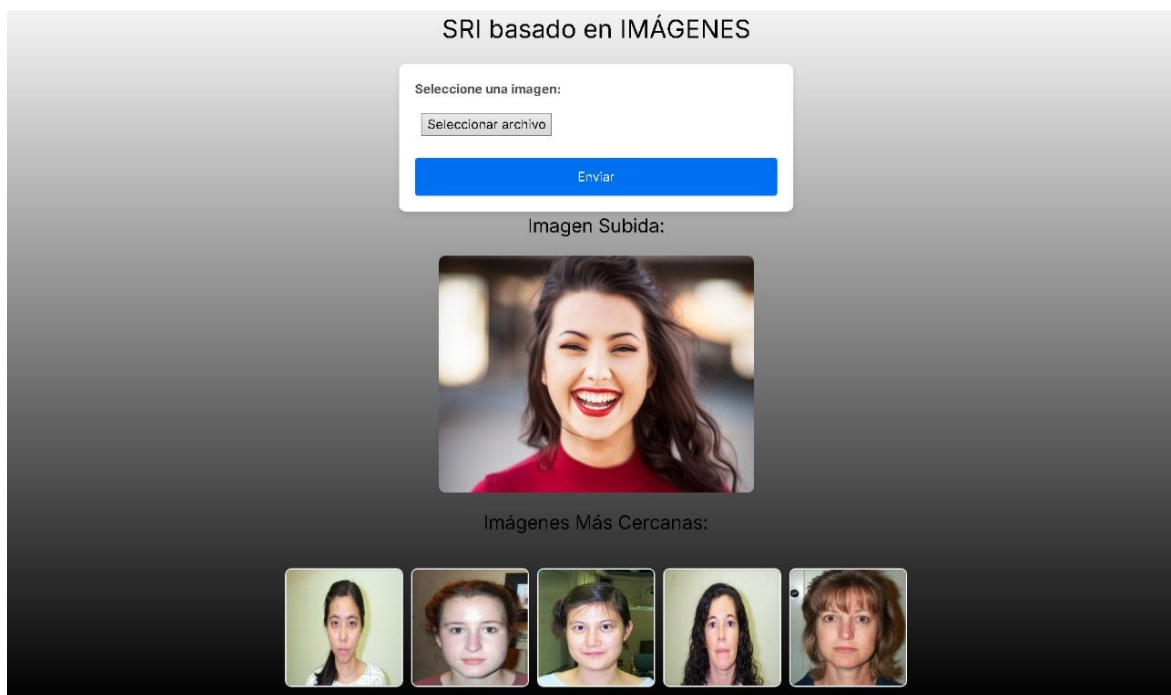 SRI basado en IMÁGENES
Seleccione una imagen:
Seleccionar archivo
Enviar
Imagen Subida:
Imágenes Más Cercanas: